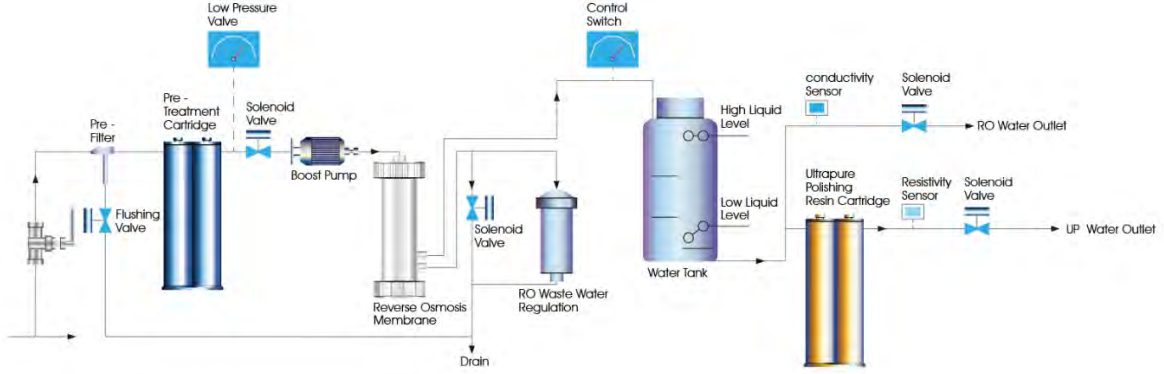 Low Pressure
Valve
Control
Switch
Pre -
Treatment
Cartridge
Solenoid
Valve
Pre -
Filter
Boost Pump
Flushing
Valve
Reverse Osmosis
Membrane
Solenoid
Valve
RO Waste Water
Regulation
Drain
High Liquid
Level
Low Liquid
Level
Water Tank
conductivity
Sensor
Solenoid
Valve
RO Water Outlet
Ultrapure
Polishing
Resin Cartridge
Resistivity
Sensor
Solenoid
Valve
UP Water Outlet